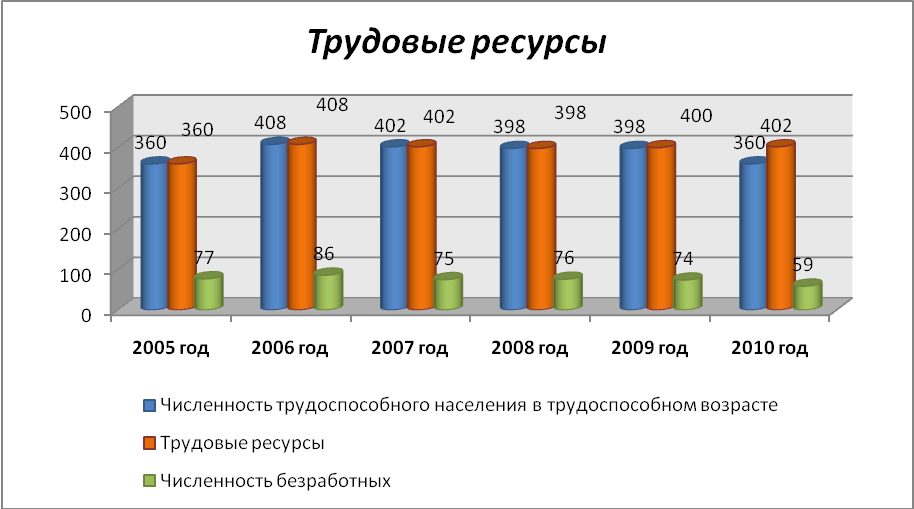 Трудовые ресурсы
500
400
300
200
100
0
360 360 77
408 408 86
402 402 75
398 398 76
398 400 74
360 402 59
2005 год 2006 год 2007 год 2008 год 2009 год 2010 год
Численность трудоспособного населения в трудоспособном возрасте
Трудовые ресурсы
Численность безработных